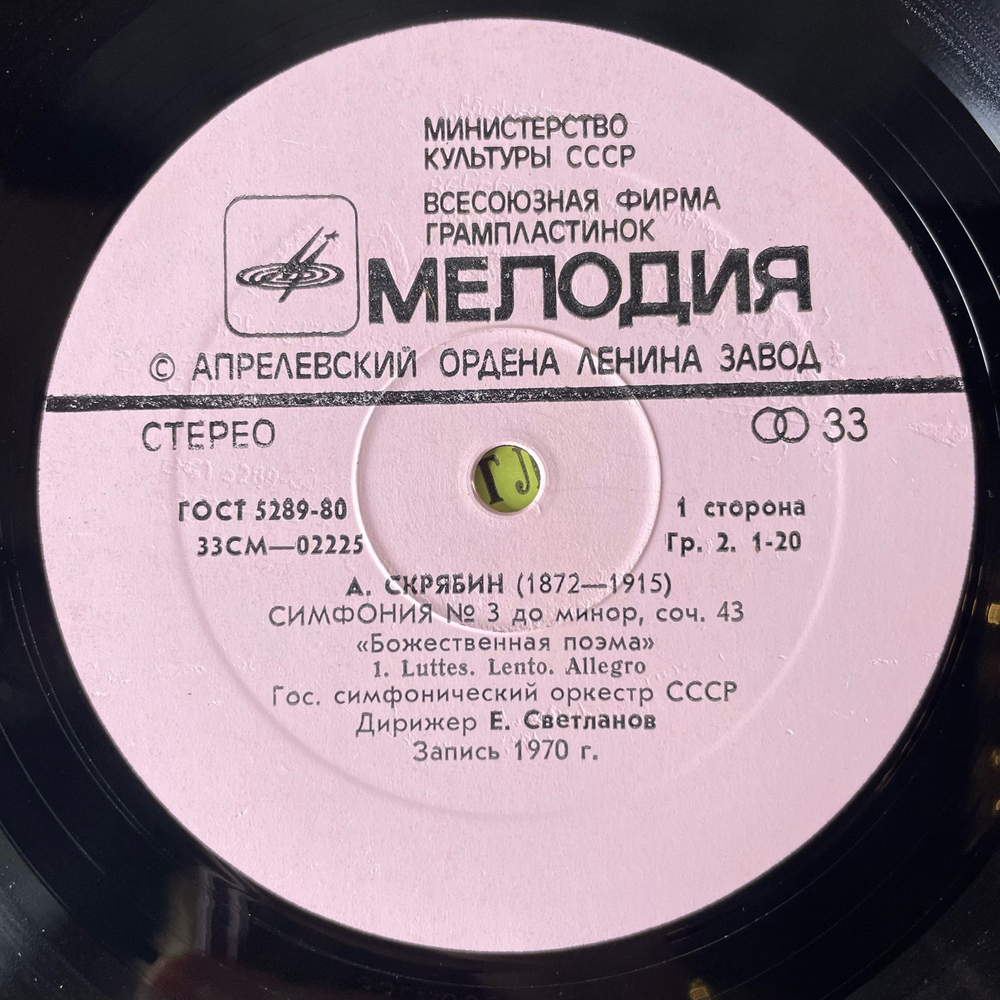 МИНИСТЕРСТВО
КУЛЬТУРЫ СССР
ВСЕСОЮЗНАЯ ФИРМА
ГРАМПЛАСТИНОК
МЕЛОДИЯ
© АПРЕЛЕВСКИЙ ОРДЕНА ЛЕНИНА ЗАВОД
СТЕРЕО 33
ГОСТ 5289-80 1 сторона
33СМ—02225 Гр. 2. 1-20
А. СКРЯБИН (1872—1915)
СИМФОНИЯ № 3 до минор, соч. 43
«Божественная поэма»
1. Luttes. Lento. Allegro
Гос. симфонический оркестр СССР
Дирижер Е. Светланов
Запись 1970 г.